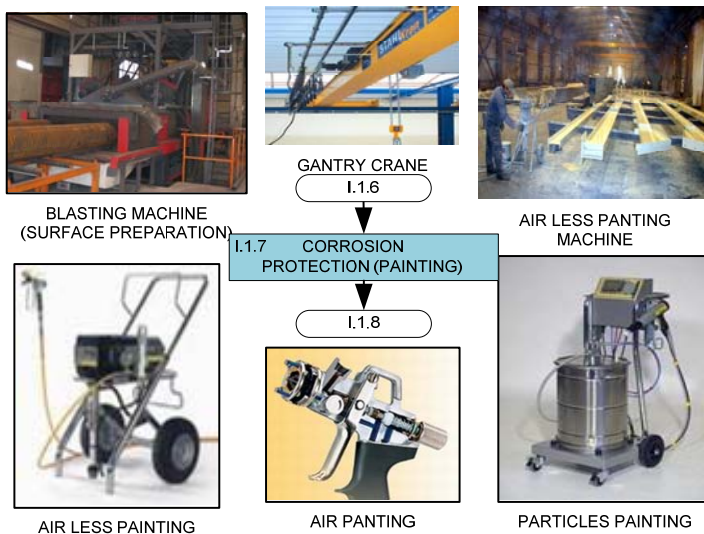 STAHL
GANTRY CRANE
I.1.6
BLASTING MACHINE
(SURFACE PREPARATION)
AIR LESS PANTING
MACHINE
I.1.7 CORROSION
PROTECTION (PAINTING)
I.1.8
AIR LESS PAINTING
AIR PANTING
PARTICLES PAINTING